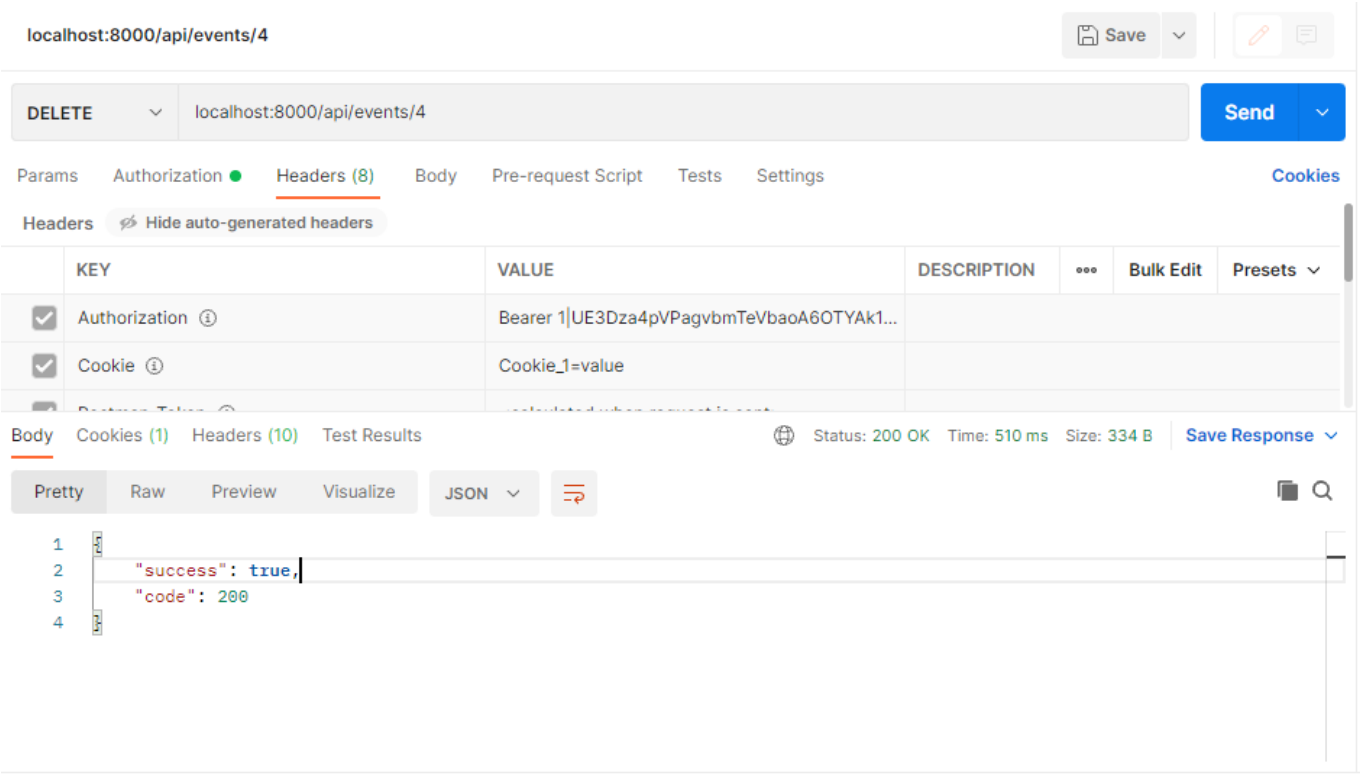 localhost:8000/api/events/4
Save
DELETE localhost:8000/api/events/4 Send
Params Authorization Headers (8) Body Pre-request Script Tests Settings Cookies
Headers Hide auto-generated headers
KEY VALUE DESCRIPTION ooo Bulk Edit Presets
Authorization Bearer 1|UE3Dza4pVPagvbmTeVbaoA6OTYAk1...
Cookie Cookie_1=value
Body Cookies (1) Headers (10) Test Results Status: 200 OK Time: 510 ms Size: 334 B Save Response
Pretty Raw Preview Visualize JSON
1 {
2 "success": true,
3 "code": 200
4 }